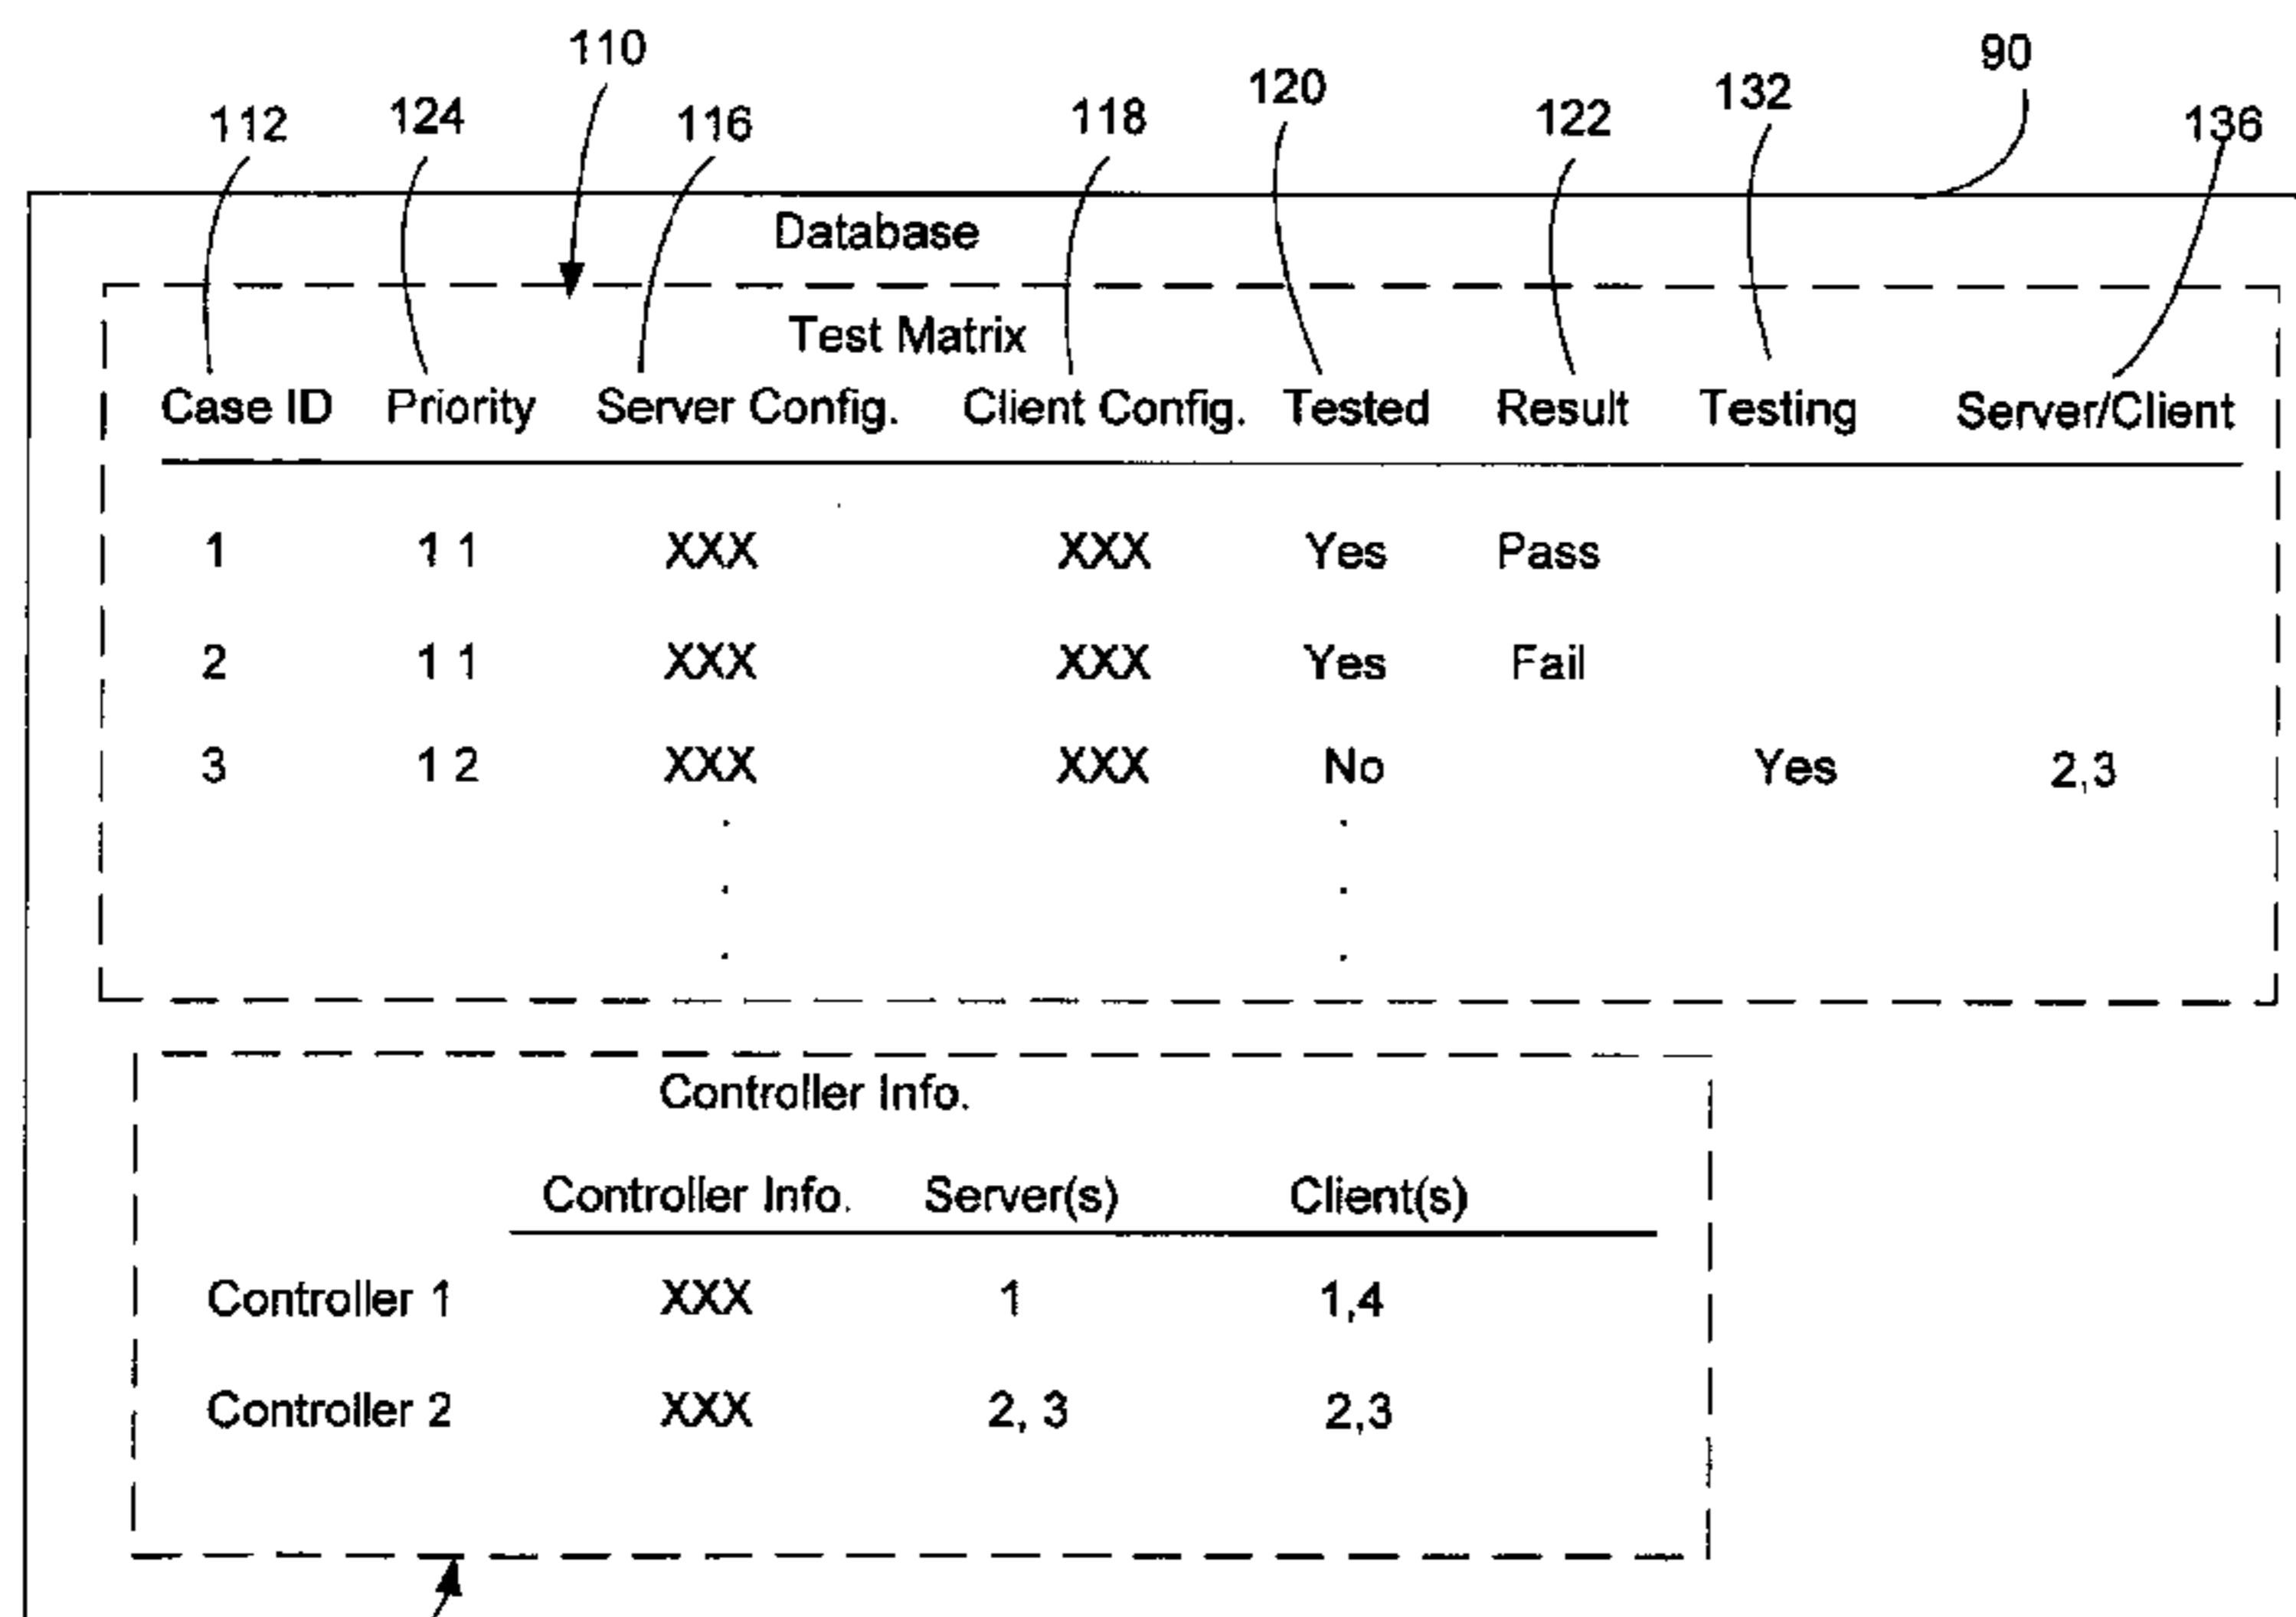 110
90
120
132
112
124
116
118
122
136
Database
Test Matrix
Case ID Priority Server Config. Client Config. Tested Result Testing Server/Client
1 1 1 XXX XXX Yes Pass
2 1 1 XXX XXX Yes Fail
3 1 2 XXX XXX No Yes 2,3
Controller Info.
Controller Info. Server(s) Client(s)
Controller 1 XXX 1 1,4
Controller 2 XXX 2, 3 2,3